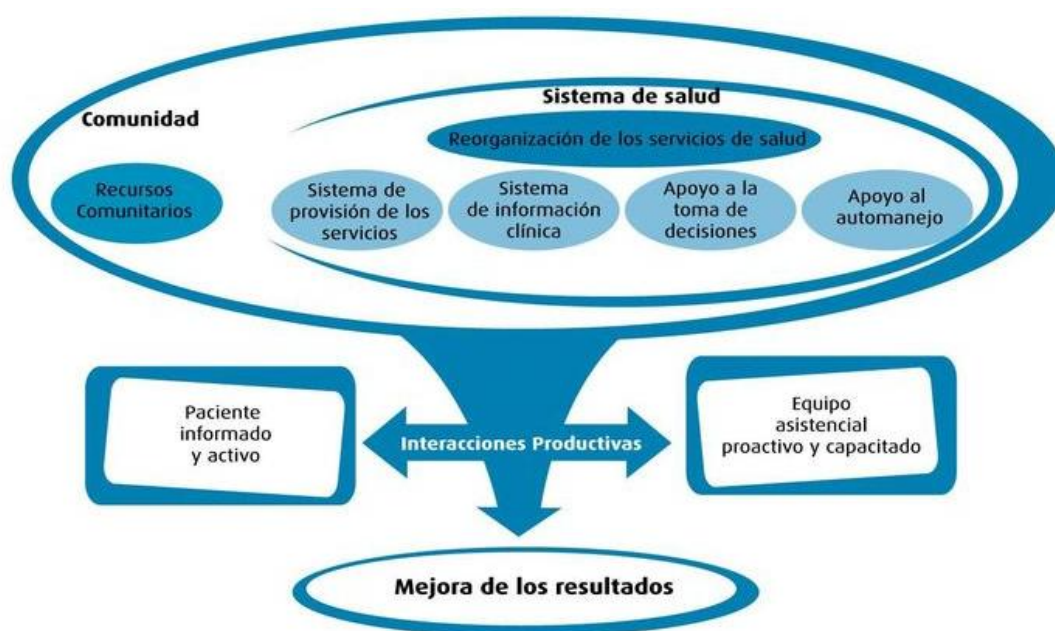 Comunidad
Sistema de salud
Reorganización de los servicios de salud
Recursos
Comunitarios
Sistema de
provisión de los
servicios
Sistema
de información
clínica
Apoyo a la
toma de
decisiones
Apoyo al
automanejo
Paciente
informado
y activo
Interacciones Productivas
Equipo
asistencial
proactivo y capacitado
Mejora de los resultados